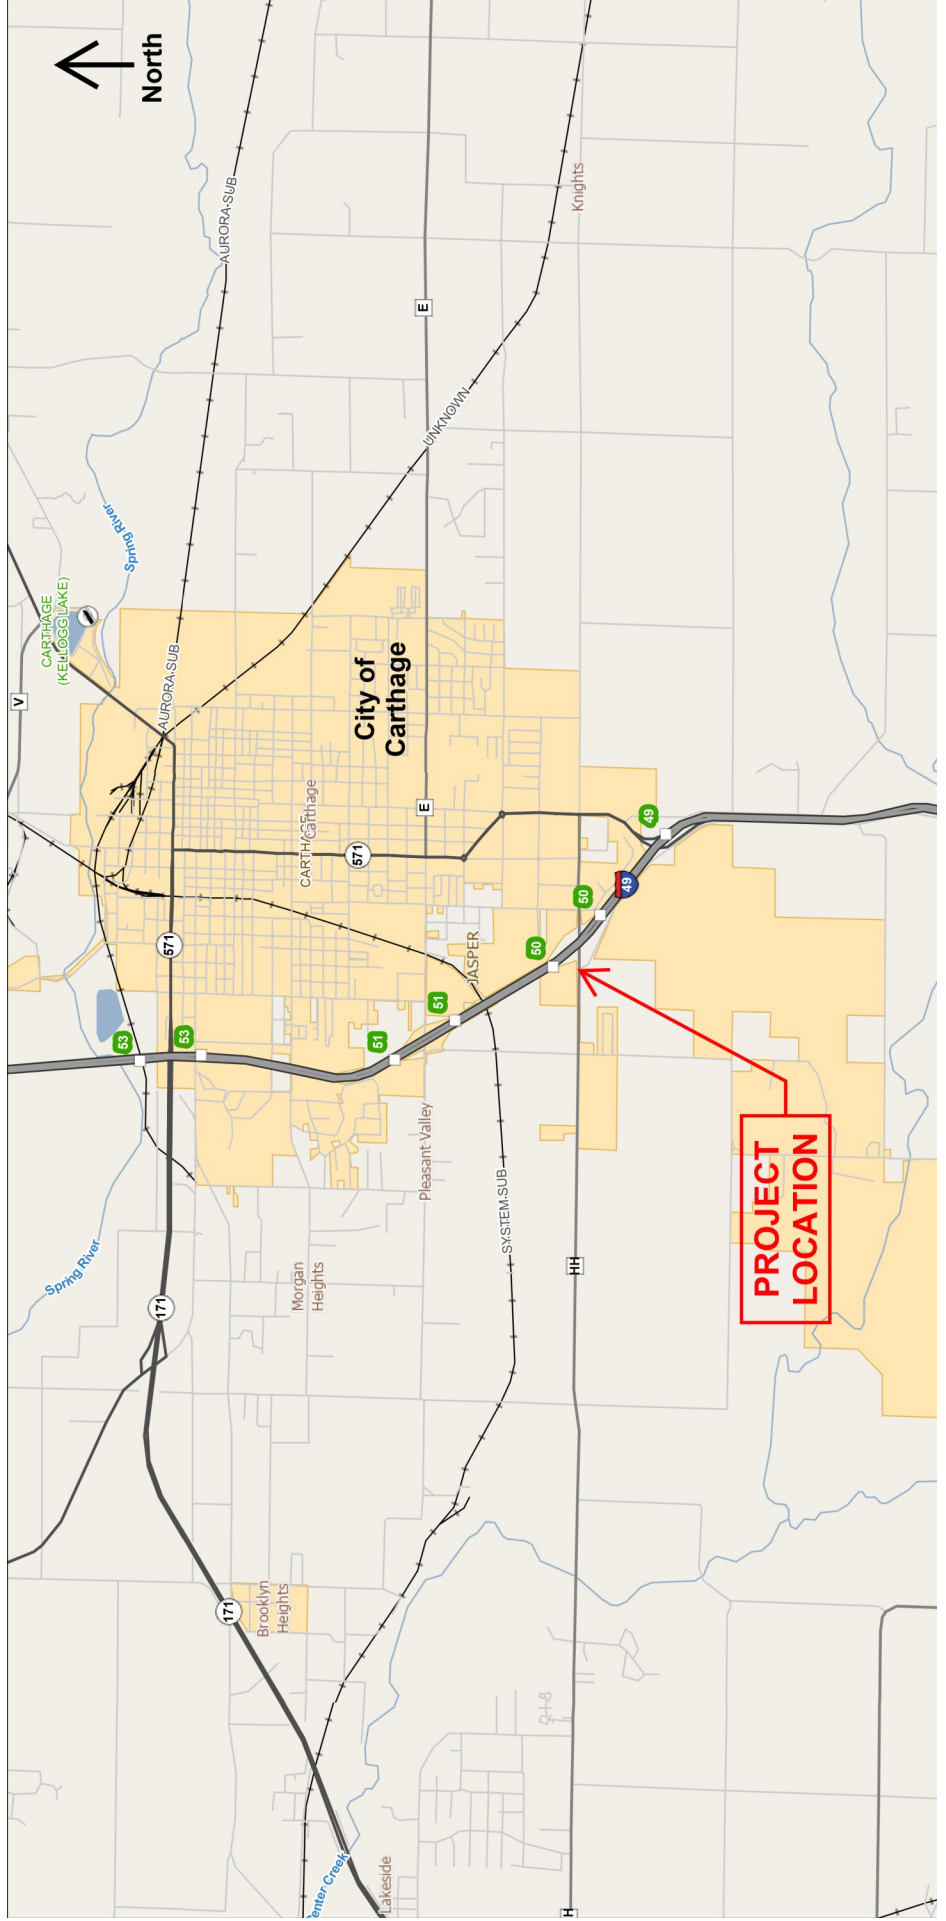 V
CARTHAGE
(KELLOGG LAKE)
Spring River
Spring River
North
53
171
571
AURORA-SUB
53
171
AURORA-SUB
Brooklyn
Heights
Morgan
Heights
CARTHAGE
Carthage
enter Creek
571
City of
Carthage
Lakeside
51
Pleasant Valley
E
E
51
UNKNOWN
JASPER
SYSTEM-SUB
50
H
HH
50
Knights
49
49
PROJECT
LOCATION